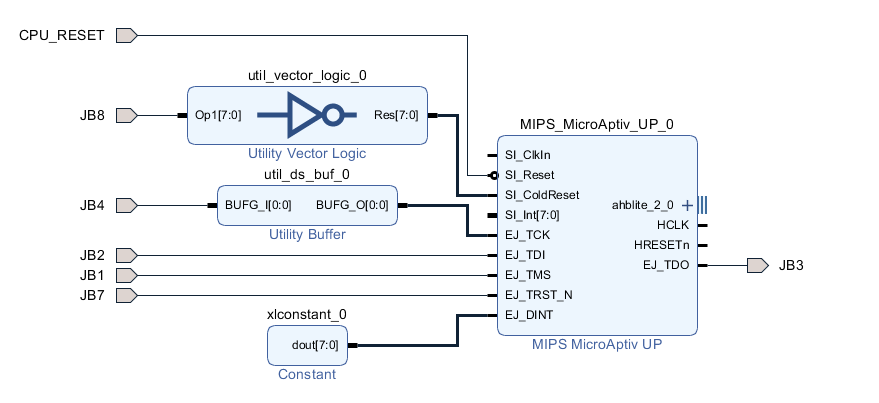 CPU_RESET
util_vector_logic_0
JB8
Op1[7:0]
Res[7:0]
Utility Vector Logic
util_ds_buf_0
JB4
BUFG_I[0:0]
BUFG_O[0:0]
Utility Buffer
JB2
JB1
JB7
xlconstant_0
dout[7:0]
Constant
MIPS_MicroAptiv_UP_0
SI_ClkIn
SI_Reset
SI_ColdReset
SI_Int[7:0]
EJ_TCK
EJ_TDI
EJ_TMS
EJ_TRST_N
EJ_DINT
ahblite_2_0
HCLK
HRESETn
EJ_TDO
MIPS MicroAptiv UP
JB3